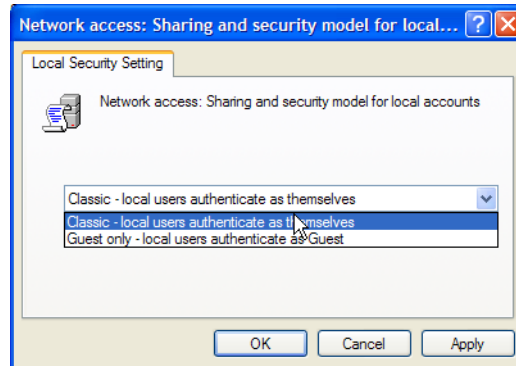 Network access: Sharing and security model for local...
Local Security Setting
Network access: Sharing and security model for local accounts
Classic - local users authenticate as themselves
Classic - local users authenticate as themselves
Guest only - local users authenticate as Guest
OK Cancel Apply